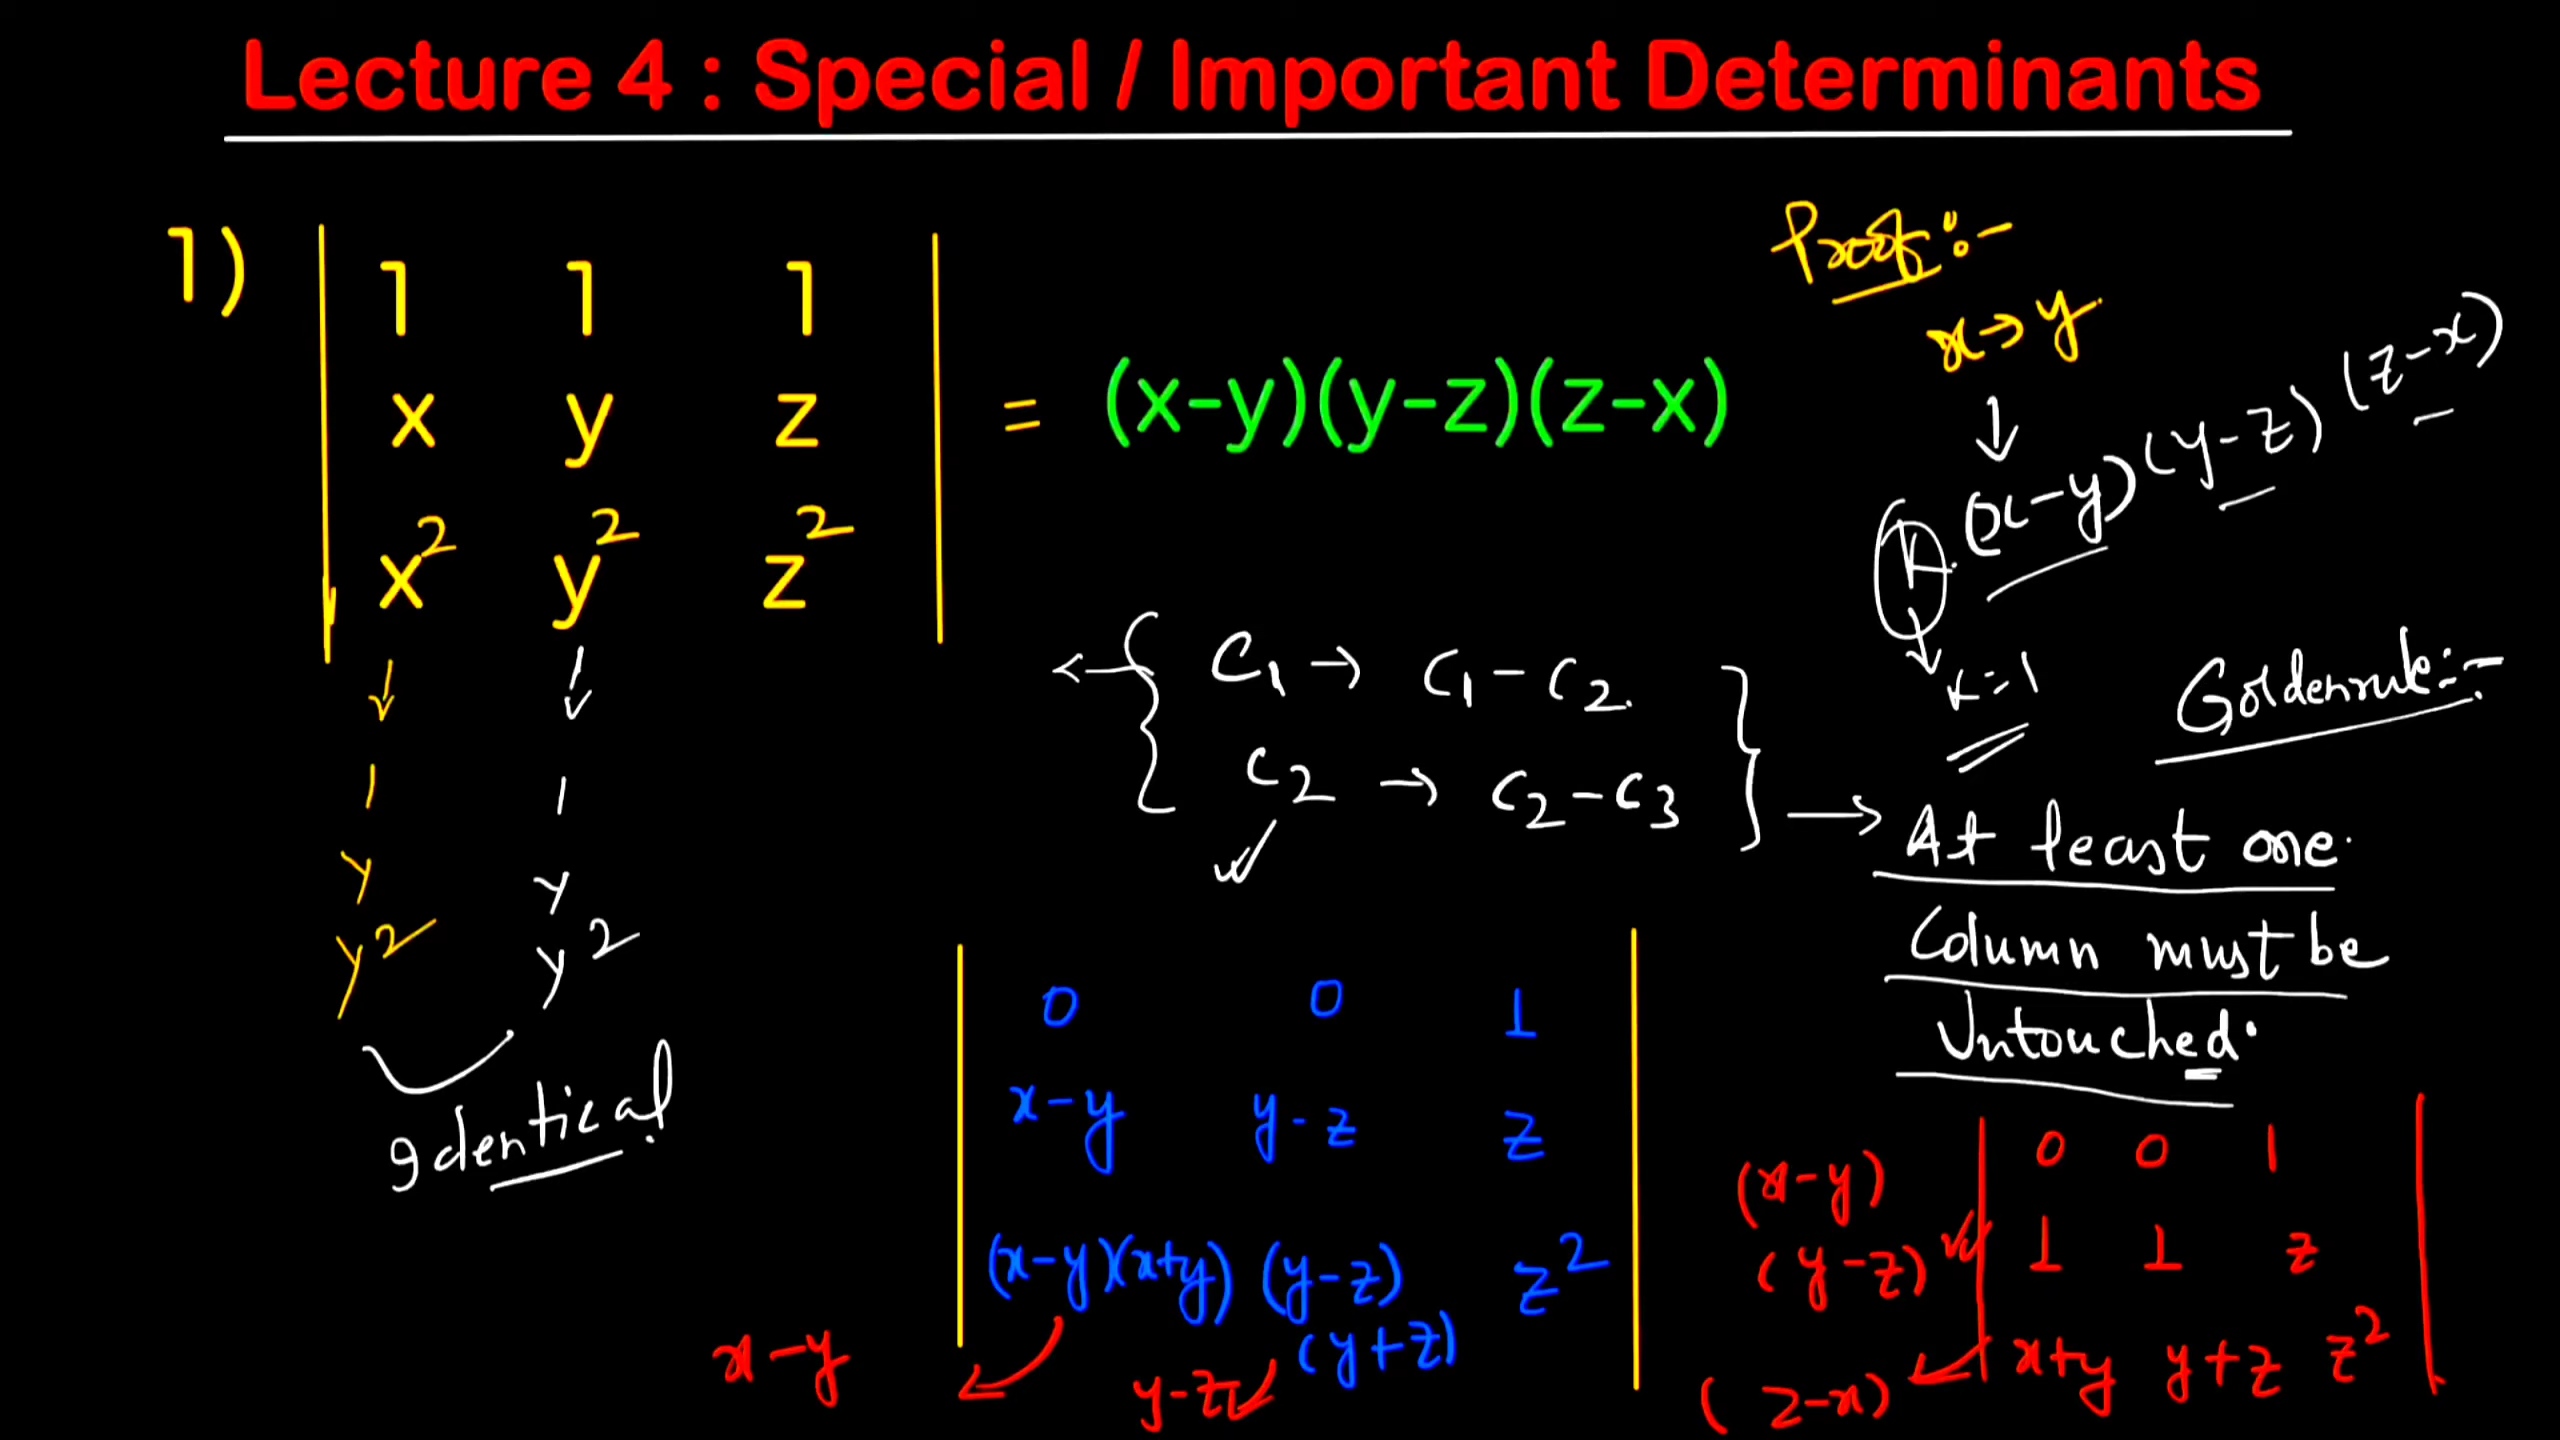 Lecture 4 : Special / Important Determinants
1)
1 1 1
x y z
x² y² z²
= (x-y)(y-z)(z-x)
Proof :-
x → y
↓
K.(x-y)(y-z)(z-x)
↓
K=1
↓ ↓
1 1
y y
y² y²
Identical
← { C₁ → C₁ - C₂.
C₂ → C₂ - C₃ } →
Goldenrule:-
At least one.
Column must be
Untouched.
0 0 1
x-y y-z z
(x-y)(x+y) (y-z) z²
(y+z)
x-y
y-z
(x-y)
(y-z)
(z-x)
0 0 1
1 1 z
x+y y+z z²